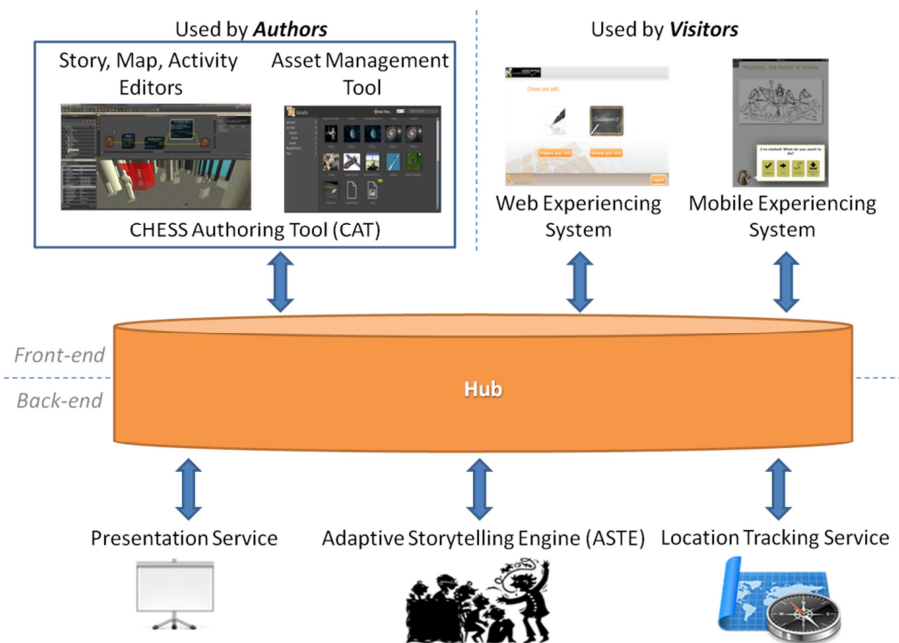 Used by Authors
Used by Visitors
Story, Map, Activity
Editors
Asset Management
Tool
CHESS Authoring Tool (CAT)
Web Experiencing
System
Mobile Experiencing
System
Front-end
Back-end
Hub
Presentation Service
Adaptive Storytelling Engine (ASTE)
Location Tracking Service